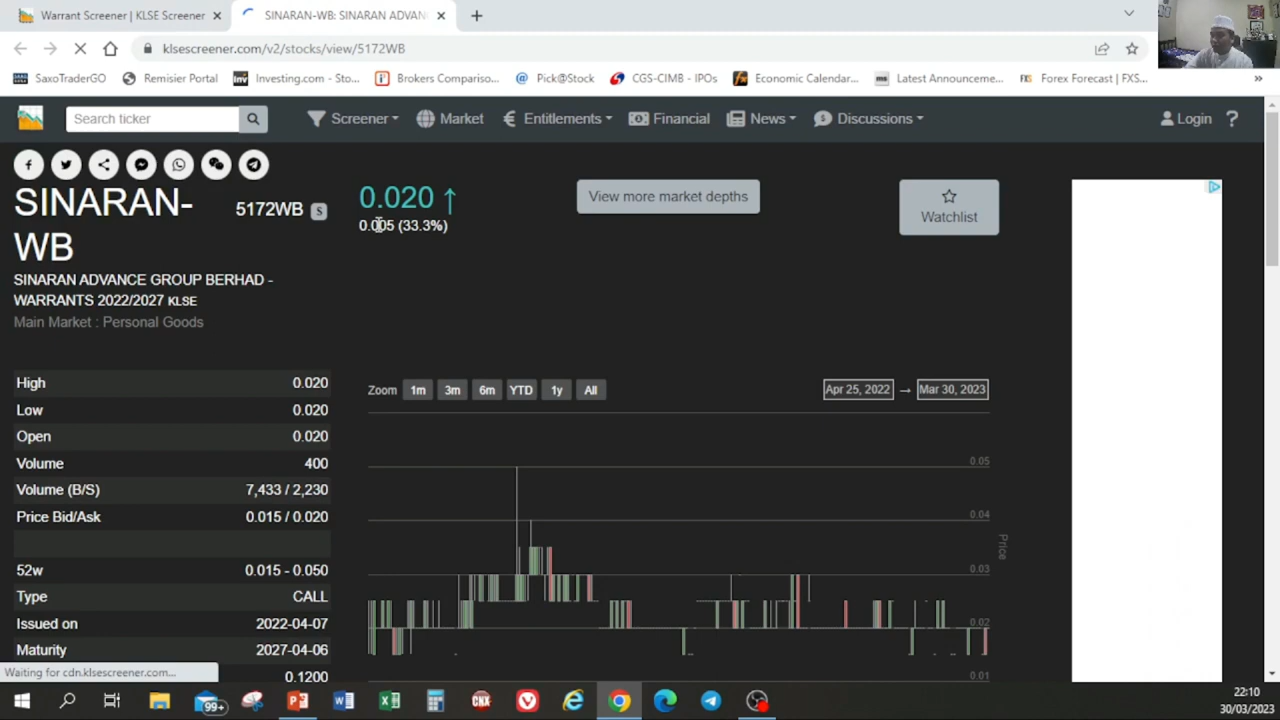 Warrant Screener | KLSE Screener
SINARAN-WB: SINARAN ADVAN
klsescreener.com/v2/stocks/view/5172WB
SaxoTraderGO
Remisier Portal
Inv
Investing.com - Sto...
Brokers Compariso...
Pick@Stock
CGS-CIMB - IPOs
Economic Calendar...
Latest Announceme...
FXS
Forex Forecast | FXS...
»
Search ticker
Screener
Market
Entitlements
Financial
News
Discussions
Login
?
SINARAN-
WB
5172WB S
0.020 ↑
0.005 (33.3%)
View more market depths
Watchlist
SINARAN ADVANCE GROUP BERHAD -
WARRANTS 2022/2027 KLSE
Main Market : Personal Goods
High 0.020
Low 0.020
Open 0.020
Volume 400
Volume (B/S) 7,433 / 2,230
Price Bid/Ask 0.015 / 0.020
52w 0.015 - 0.050
Type CALL
Issued on 2022-04-07
Maturity 2027-04-06
0.1200
Zoom 1m 3m 6m YTD 1y All
Apr 25, 2022 → Mar 30, 2023
0.05
0.04
0.03
0.02
0.01
Price
Waiting for cdn.klsescreener.com...
99+
CNX
22:10
30/03/2023